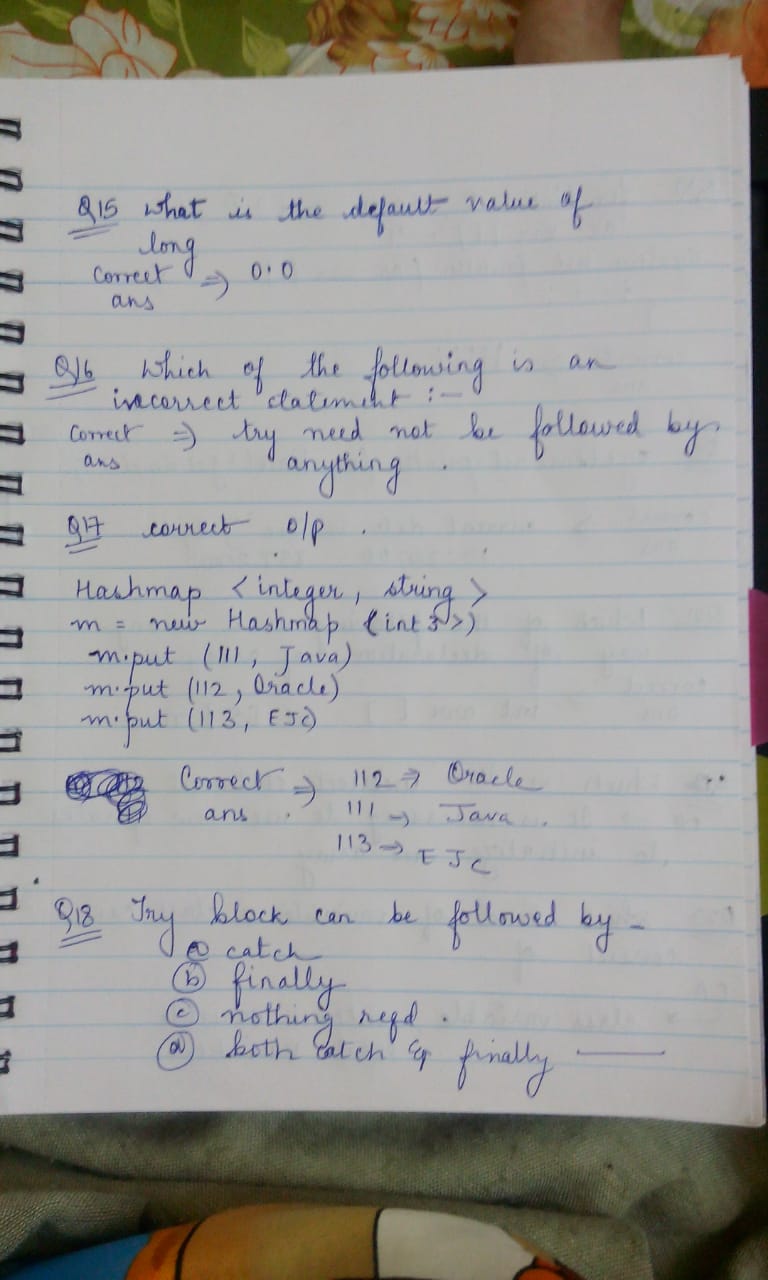 Q15 what is the default value of
long
correct ans ⇒ 0.0
Q16 Which of the following is an
incorrect statement :-
correct ans ⇒ try need not be followed by
anything .
Q17 correct o/p .
Hashmap <integer, string>
m = new Hashmap (int 3>)
m.put (111, Java)
m.put (112, Oracle)
m.put (113, EJC)
Correct ans. ⇒ 112 → Oracle
111 → Java .
113 → EJC
Q18 Try block can be followed by -
(a) catch
(b) finally
(c) nothing reqd .
(d) both catch & finally ——